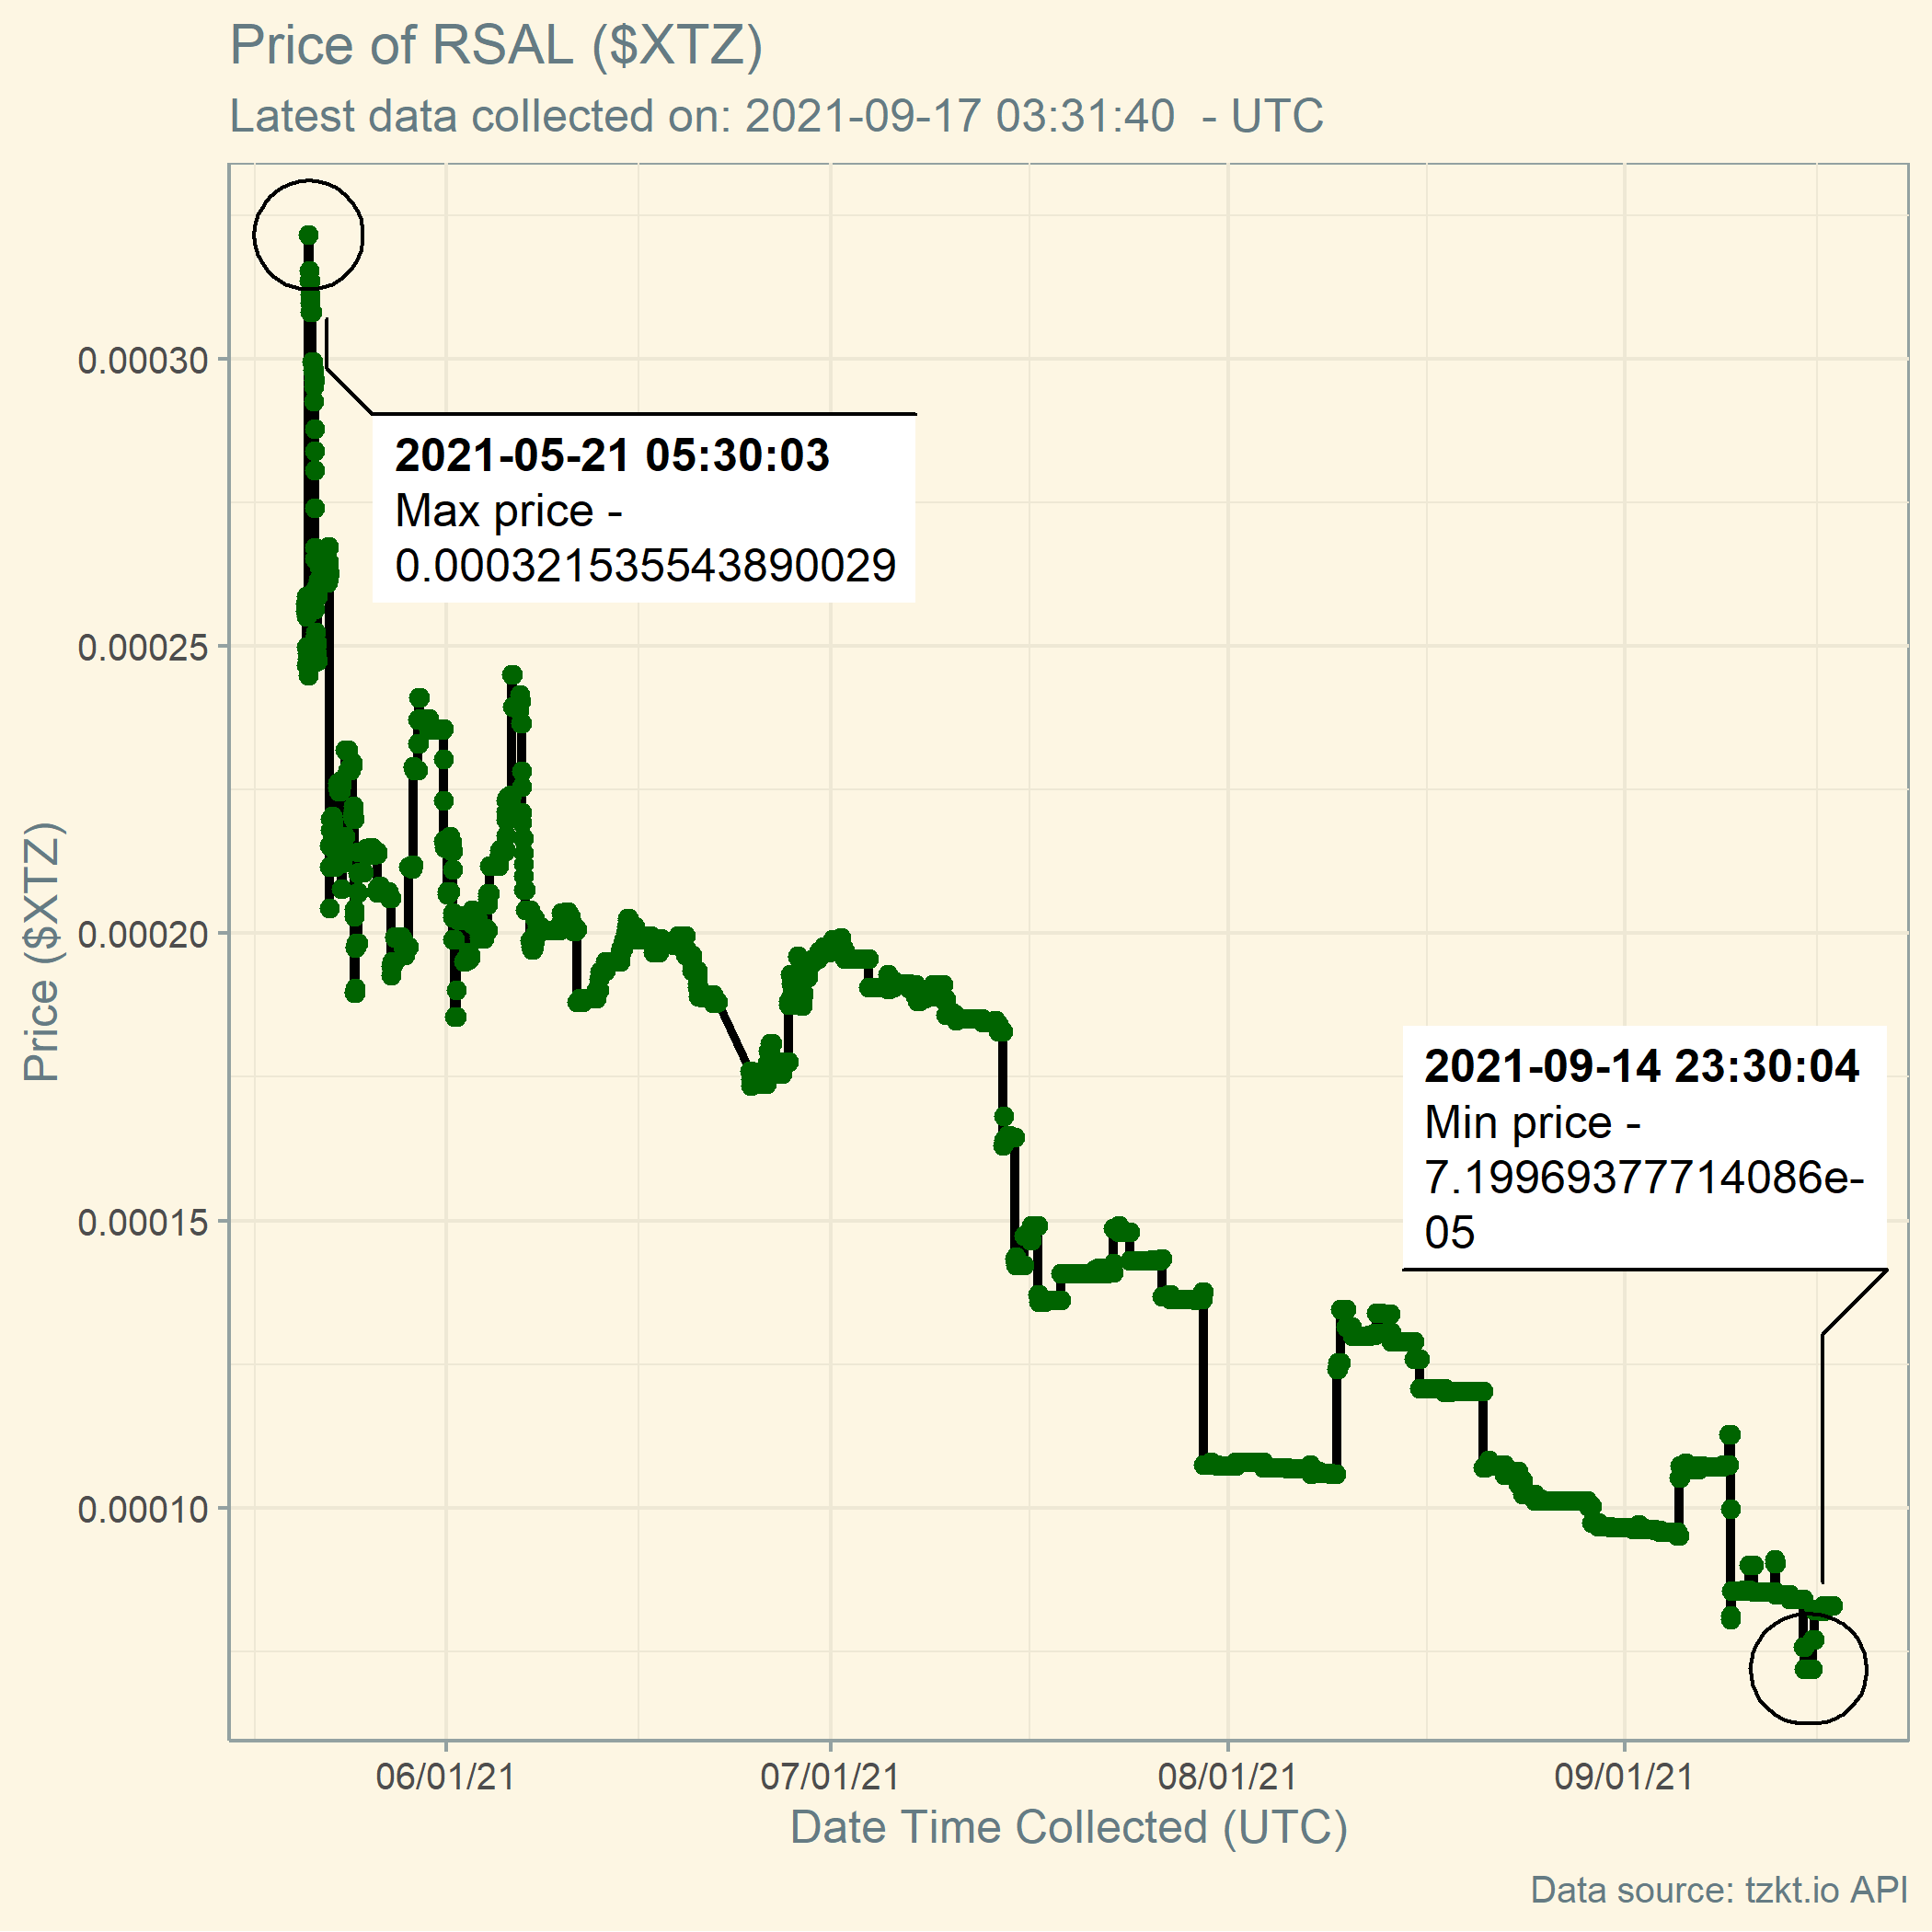 Price of RSAL ($XTZ)
Latest data collected on: 2021-09-17 03:31:40 - UTC
Price ($XTZ)
0.00030
0.00025
0.00020
0.00015
0.00010
2021-05-21 05:30:03
Max price -
0.0003215355543890029
2021-09-14 23:30:04
Min price -
7.19969377714086e-
05
06/01/21
07/01/21
08/01/21
09/01/21
Date Time Collected (UTC)
Data source: tzkt.io API